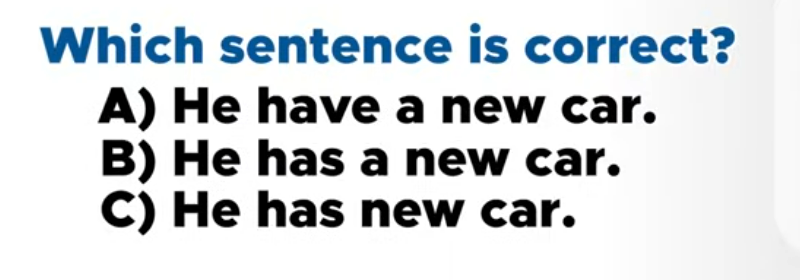 Which sentence is correct?
A) He have a new car.
B) He has a new car.
C) He has new car.